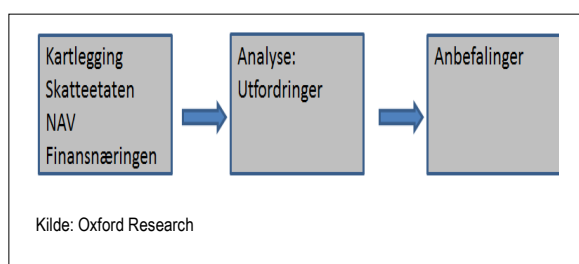 Kartlegging
Skatteetaten
NAV
Finansnæringen
Analyse:
Utfordringer
Anbefalinger
Kilde: Oxford Research